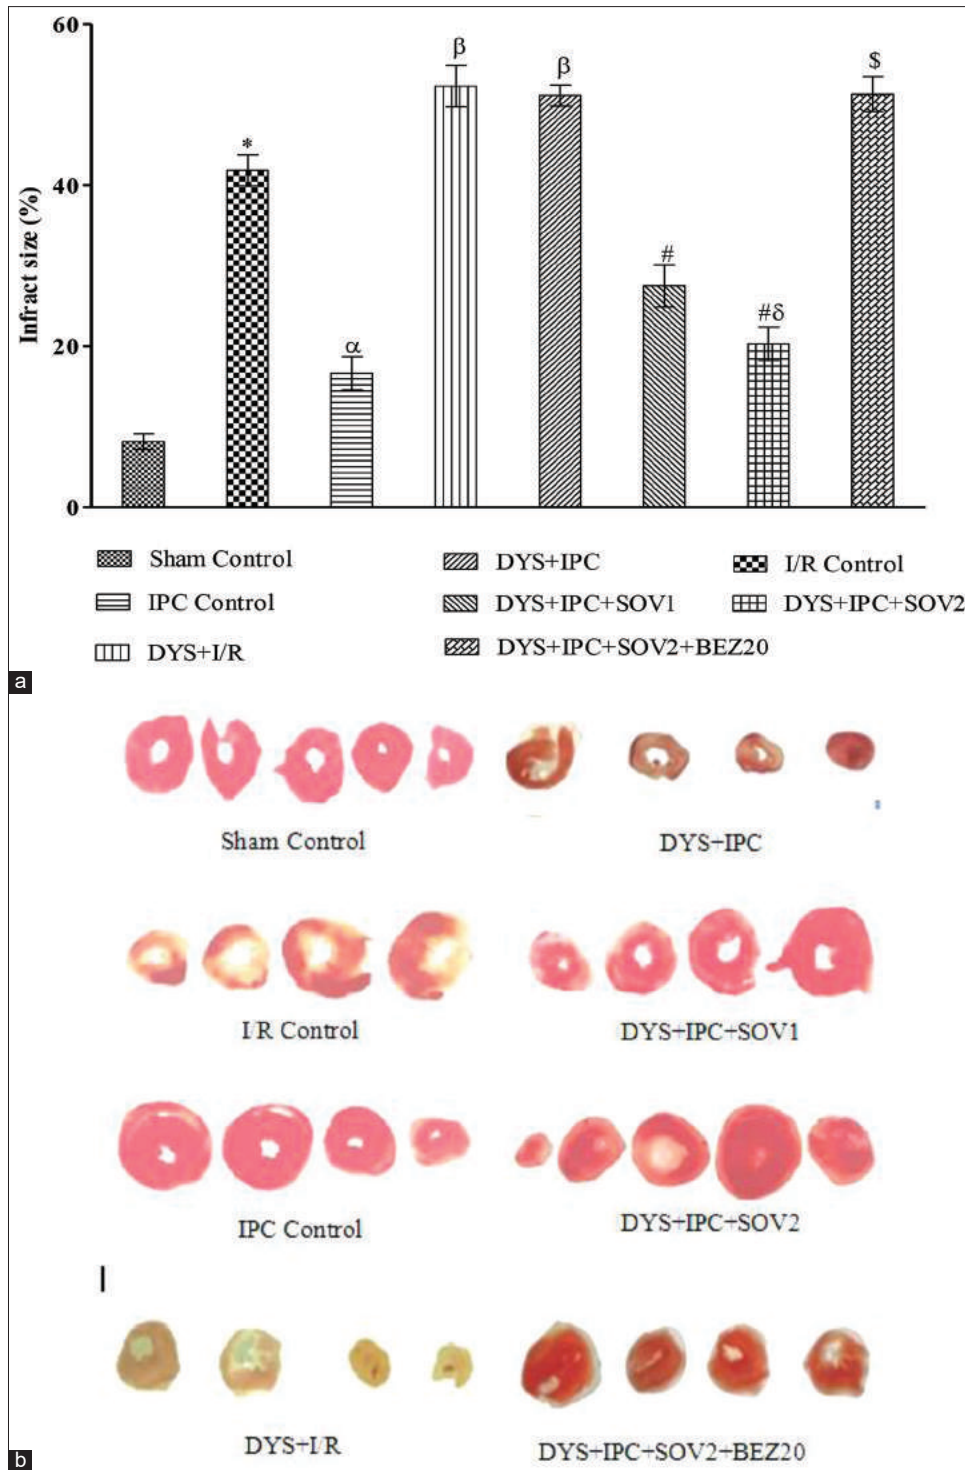 60
β
β
$
*
40
#
#δ
20
α
0
Infract size (%)
Sham Control
DYS+IPC
I/R Control
IPC Control
DYS+IPC+SOV1
DYS+IPC+SOV2
DYS+I/R
DYS+IPC+SOV2+BEZ20
a
Sham Control
DYS+IPC
I/R Control
DYS+IPC+SOV1
IPC Control
DYS+IPC+SOV2
DYS+I/R
DYS+IPC+SOV2+BEZ20
b